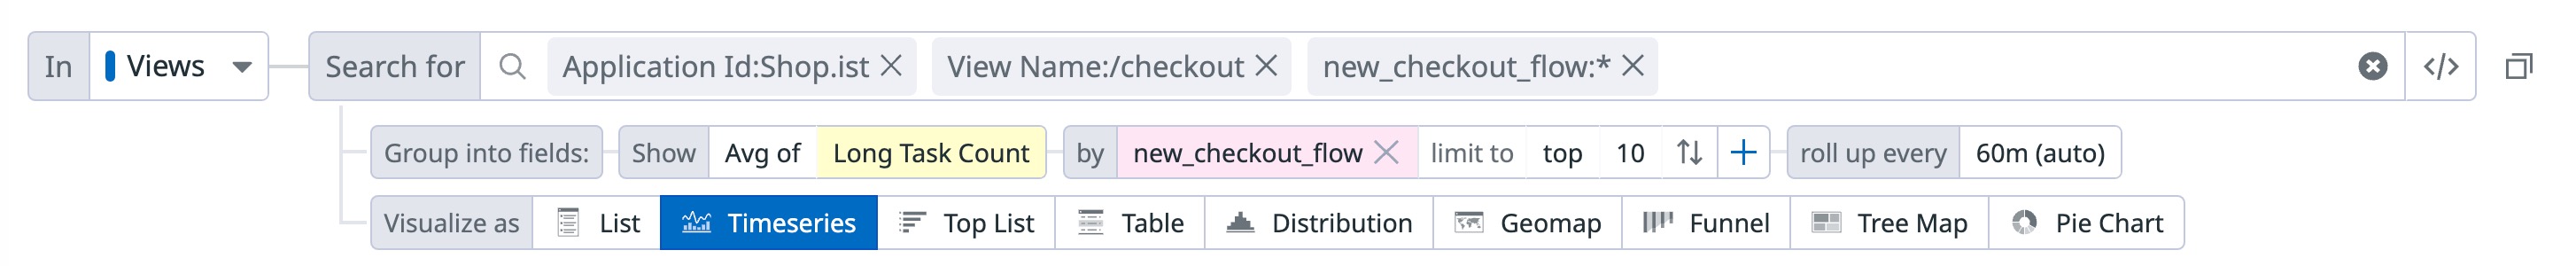 In Views Search for Application Id:Shop.ist View Name:/checkout new_checkout_flow:* </>
Group into fields: Show Avg of Long Task Count by new_checkout_flow limit to top 10 + roll up every 60m (auto)
Visualize as List Timeseries Top List Table Distribution Geomap Funnel Tree Map Pie Chart